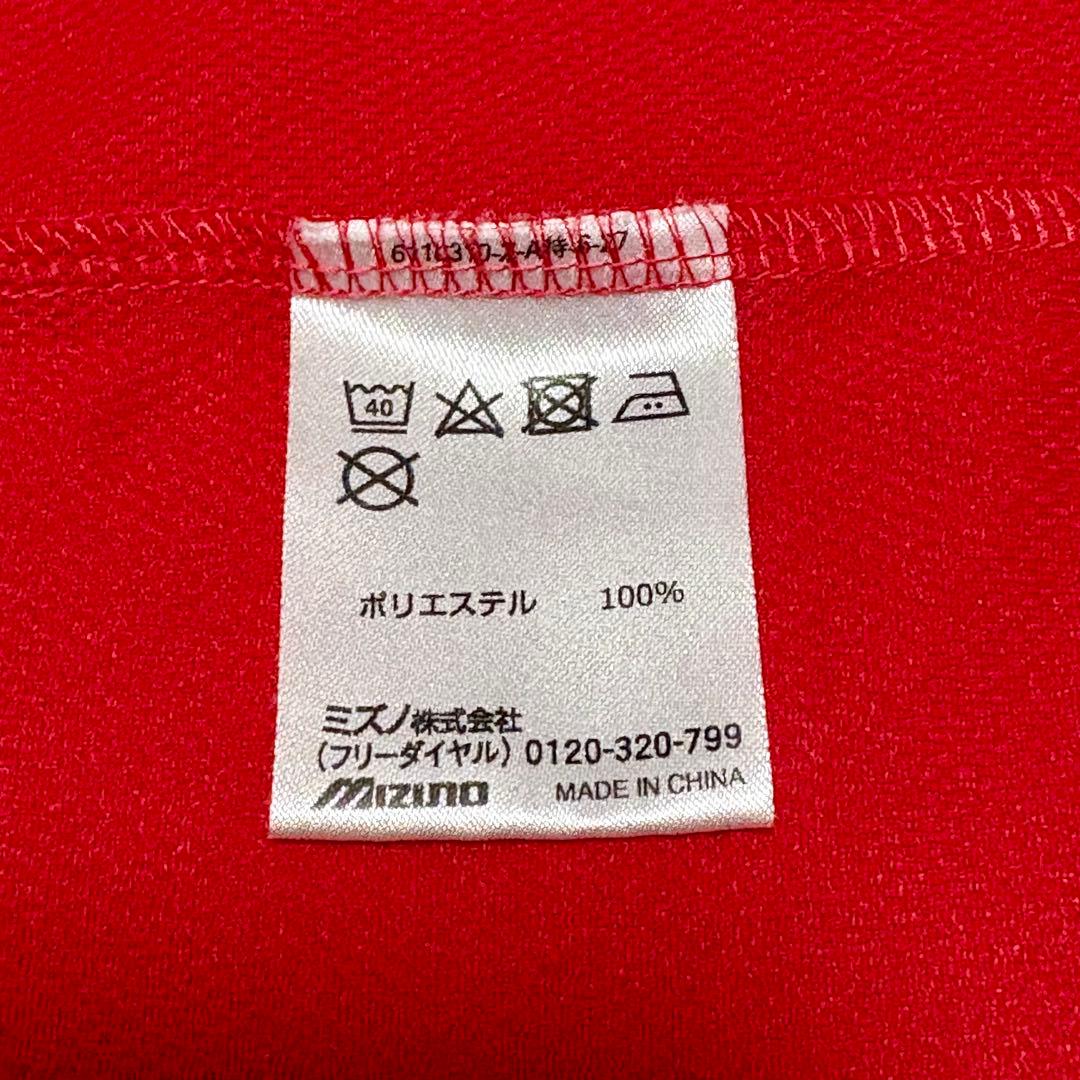 40
ポリエステル 100%
ミズノ株式会社
(フリーダイヤル) 0120-320-799
MIZUNO MADE IN CHINA